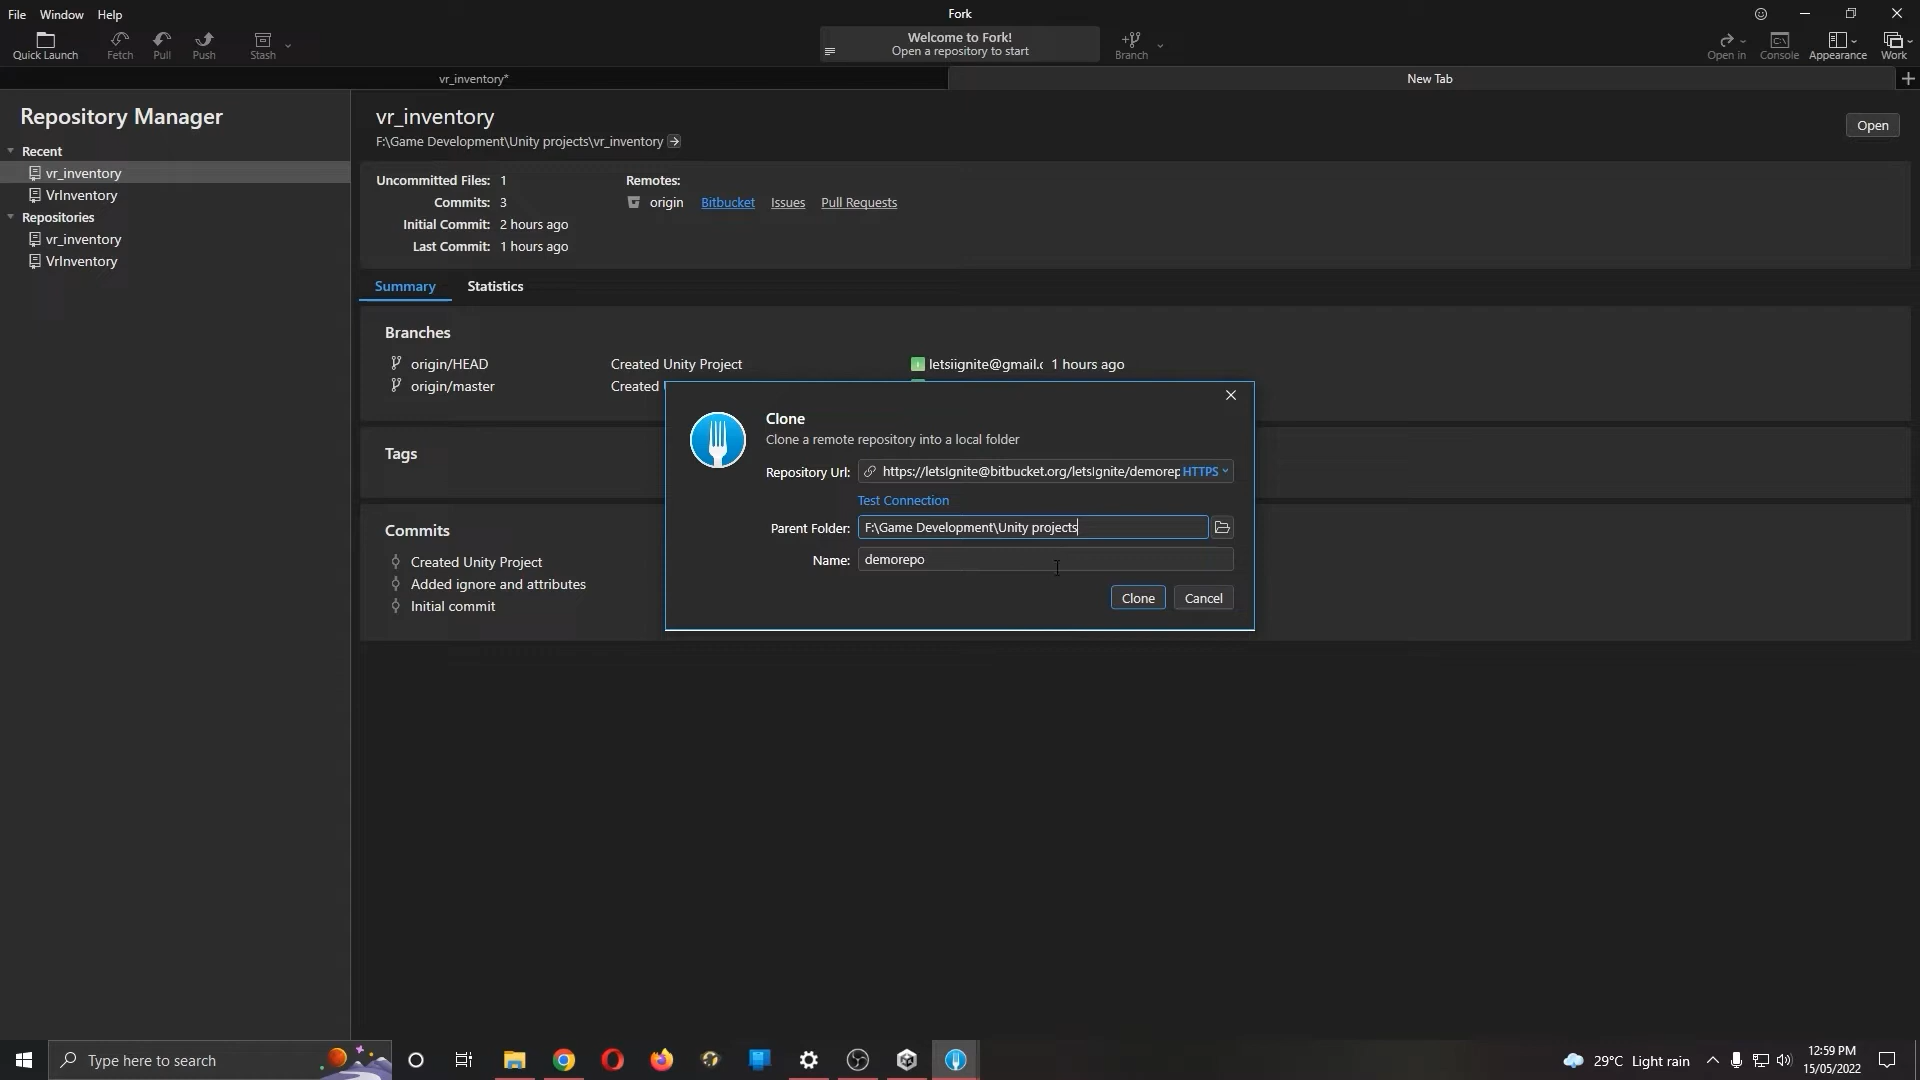 File Window Help
Fork
Quick Launch
Fetch
Pull
Push
Stash
Welcome to Fork!
Open a repository to start
Branch
Open in
Console
Appearance
Work
vr_inventory*
New Tab
Repository Manager
Recent
vr_inventory
VrInventory
Repositories
vr_inventory
VrInventory
vr_inventory
F:\Game Development\Unity projects\vr_inventory
Open
Uncommitted Files: 1
Commits: 3
Initial Commit: 2 hours ago
Last Commit: 1 hours ago
Remotes:
origin Bitbucket Issues Pull Requests
Summary Statistics
Branches
origin/HEAD Created Unity Project letsiignite@gmail.c 1 hours ago
origin/master Created
Tags
Commits
Created Unity Project
Added ignore and attributes
Initial commit
Clone
Clone a remote repository into a local folder
Repository Url: https://letsIgnite@bitbucket.org/letsIgnite/demorep HTTPS
Test Connection
Parent Folder: F:\Game Development\Unity projects
Name: demorepo
Clone Cancel
Type here to search
29°C Light rain
12:59 PM
15/05/2022